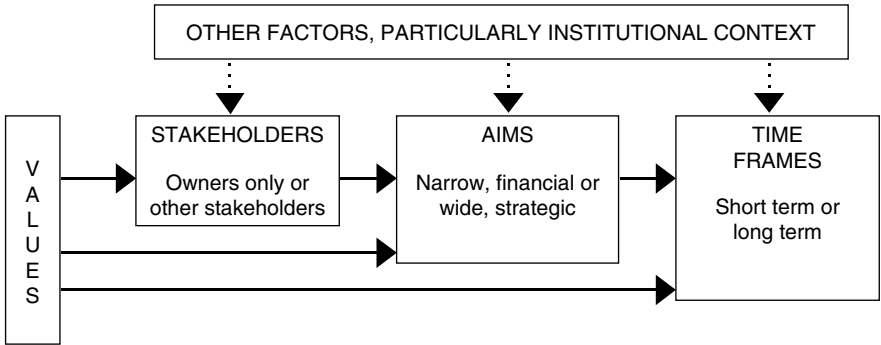 OTHER FACTORS, PARTICULARLY INSTITUTIONAL CONTEXT
V
A
L
U
E
S
STAKEHOLDERS
Owners only or
other stakeholders
AIMS
Narrow, financial or
wide, strategic
TIME
FRAMES
Short term or
long term